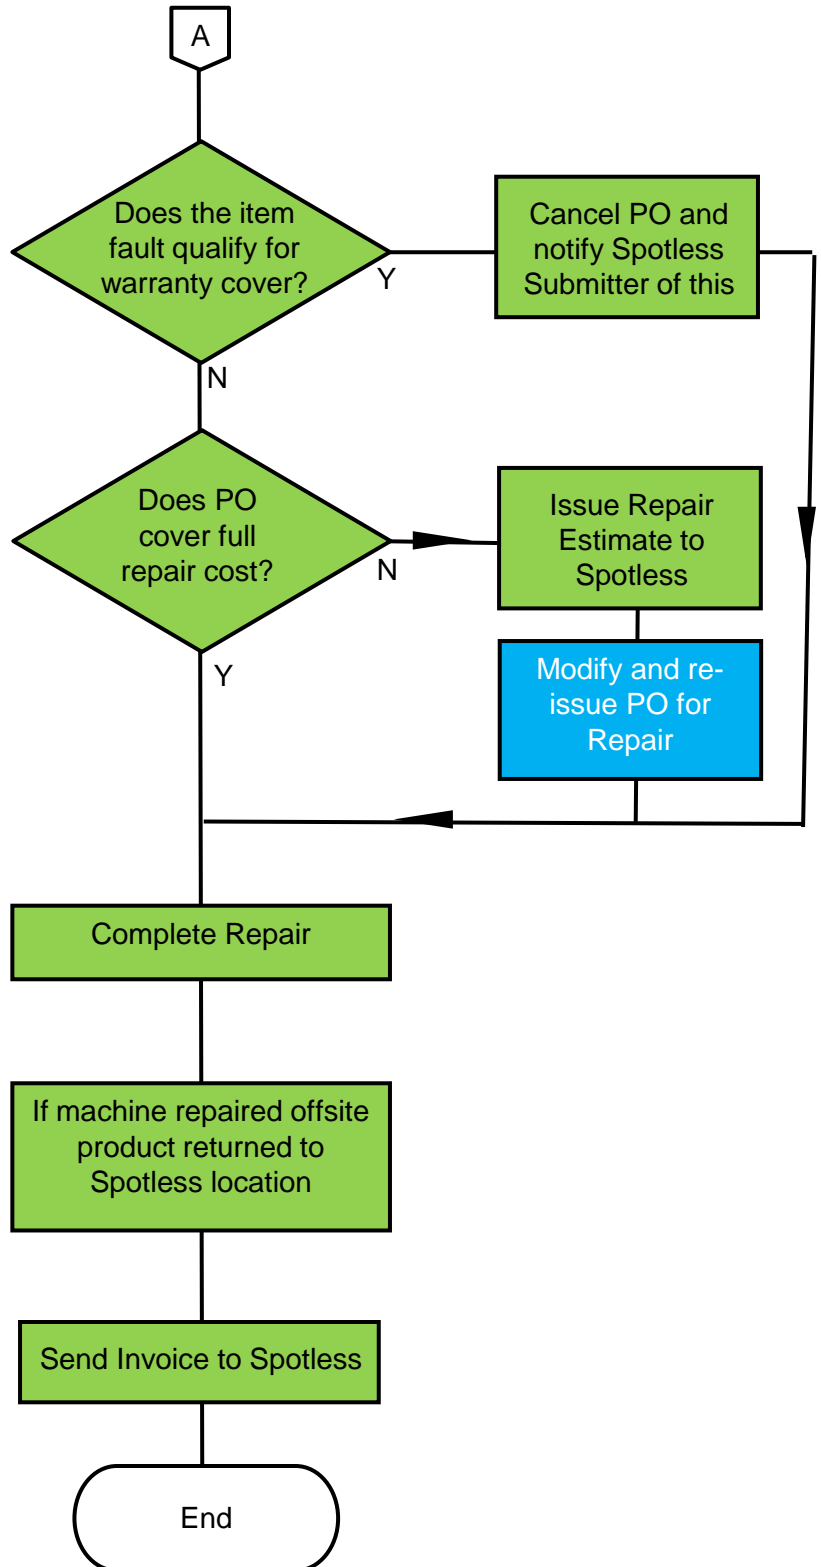 A
Does the item
fault qualify for
warranty cover?
Y
Cancel PO and
notify Spotless
Submitter of this
N
Does PO
cover full
repair cost?
N
Issue Repair
Estimate to
Spotless
Y
Modify and re-
issue PO for
Repair
Complete Repair
If machine repaired offsite
product returned to
Spotless location
Send Invoice to Spotless
End